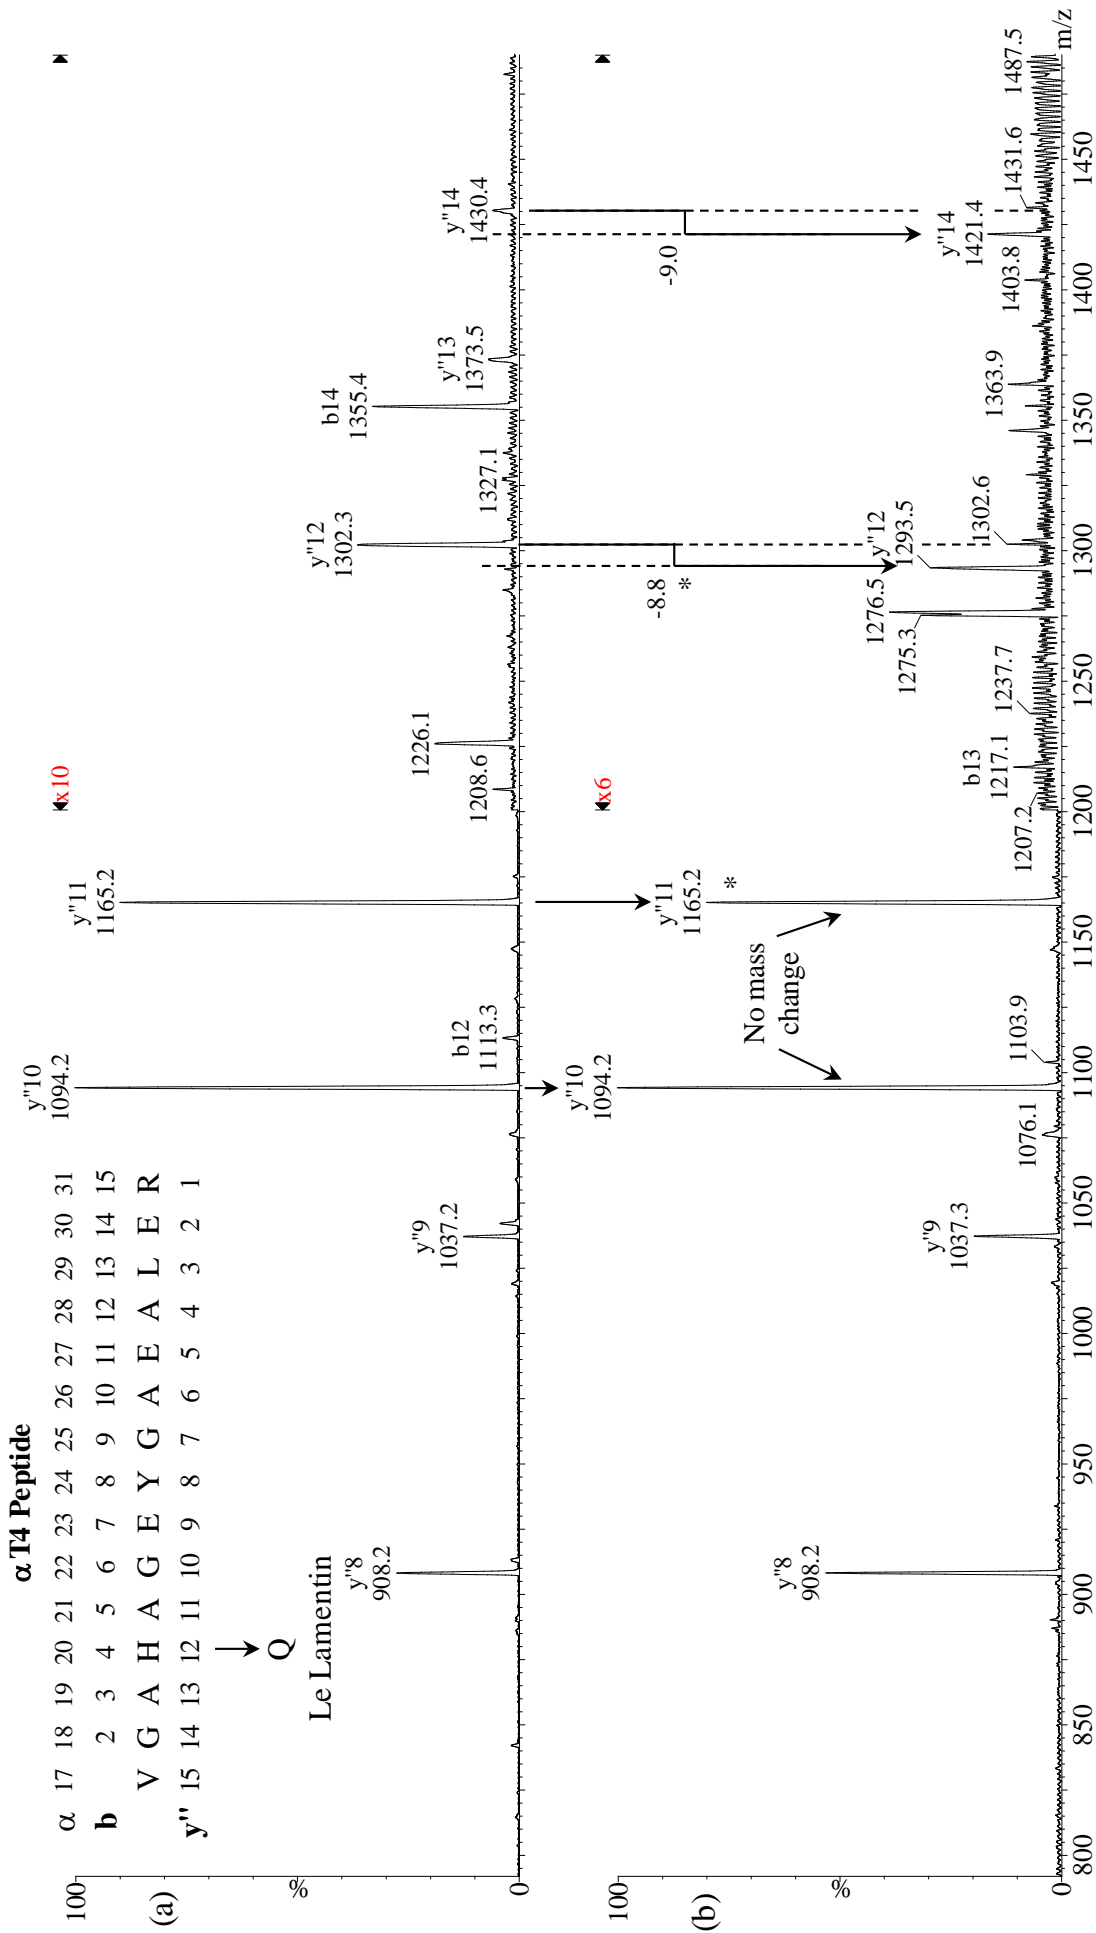 α T4 Peptide
α 17 18 19 20 21 22 23 24 25 26 27 28 29 30 31
b 2 3 4 5 6 7 8 9 10 11 12 13 14 15
V G A H A G E Y G A E A L E R
y'' 15 14 13 12 11 10 9 8 7 6 5 4 3 2 1
Q
Le Lamentin
(a)
100
%
0
y"8
908.2
y"9
1037.2
y"10
1094.2
b12
1113.3
y"11
1165.2
x10
1208.6
1226.1
y"12
1302.3
1327.1
b14
1355.4
y"13
1373.5
y"14
1430.4
-8.8
*
-9.0
(b)
100
%
0
y"8
908.2
y"9
1037.3
1076.1
y"10
1094.2
1103.9
No mass
change
y"11
1165.2
*
x6
1207.2
b13
1217.1
1237.7
1275.3
1276.5
y"12
1293.5
1302.6
1363.9
1403.8
y"14
1421.4
1431.6
1487.5
m/z
800 850 900 950 1000 1050 1100 1150 1200 1250 1300 1350 1400 1450